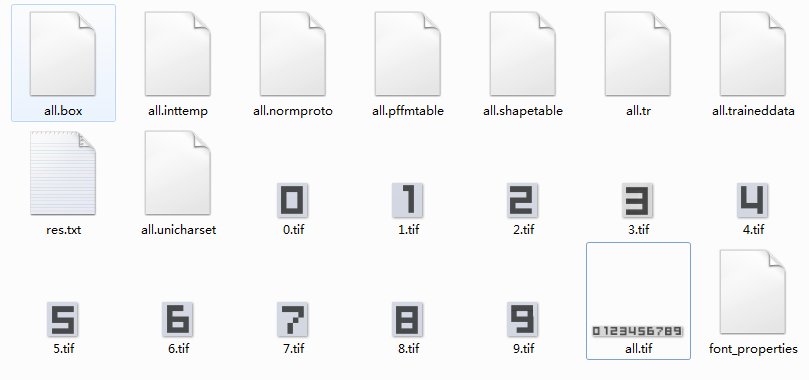 all.box all.inttemp all.normproto all.pffmtable all.shapetable all.tr all.traineddata
0 1 2 3 4
res.txt all.unicharset 0.tif 1.tif 2.tif 3.tif 4.tif
5 6 7 8 9 0123456789
5.tif 6.tif 7.tif 8.tif 9.tif all.tif font_properties